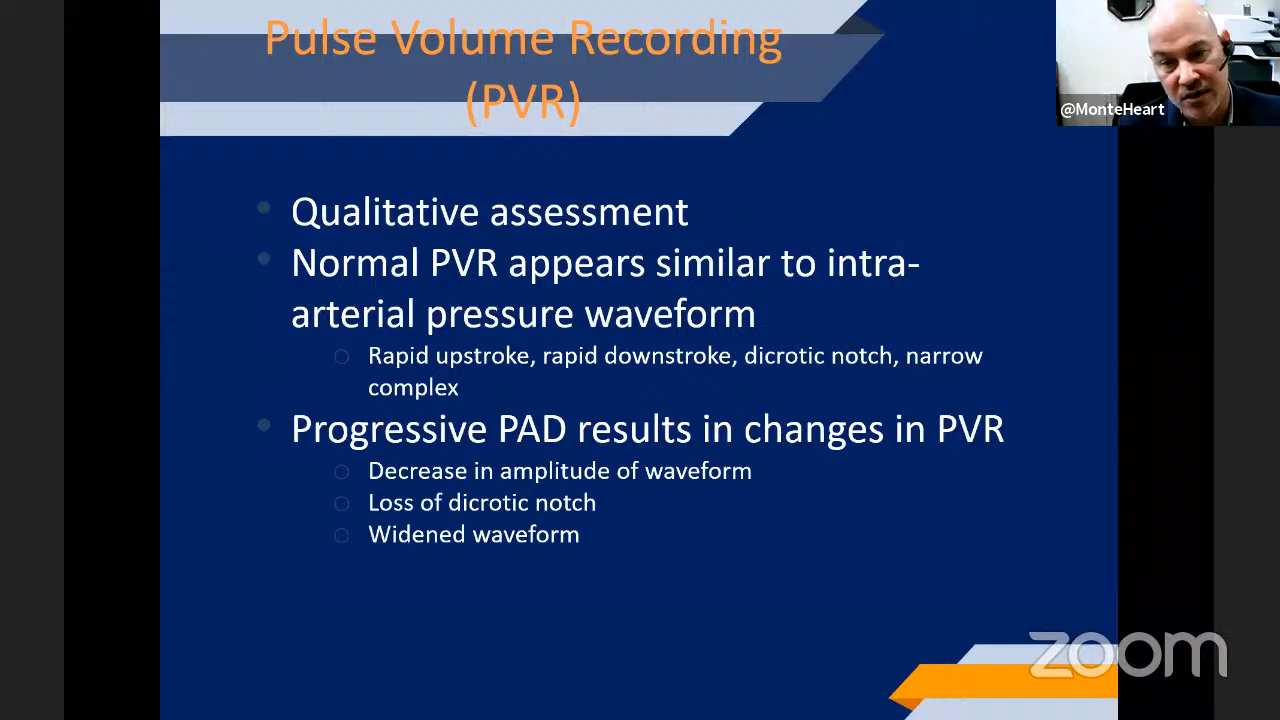 Pulse Volume Recording
(PVR)
@MonteHeart
Qualitative assessment
Normal PVR appears similar to intra-
arterial pressure waveform
Rapid upstroke, rapid downstroke, dicrotic notch, narrow
complex
Progressive PAD results in changes in PVR
Decrease in amplitude of waveform
Loss of dicrotic notch
Widened waveform
zoom